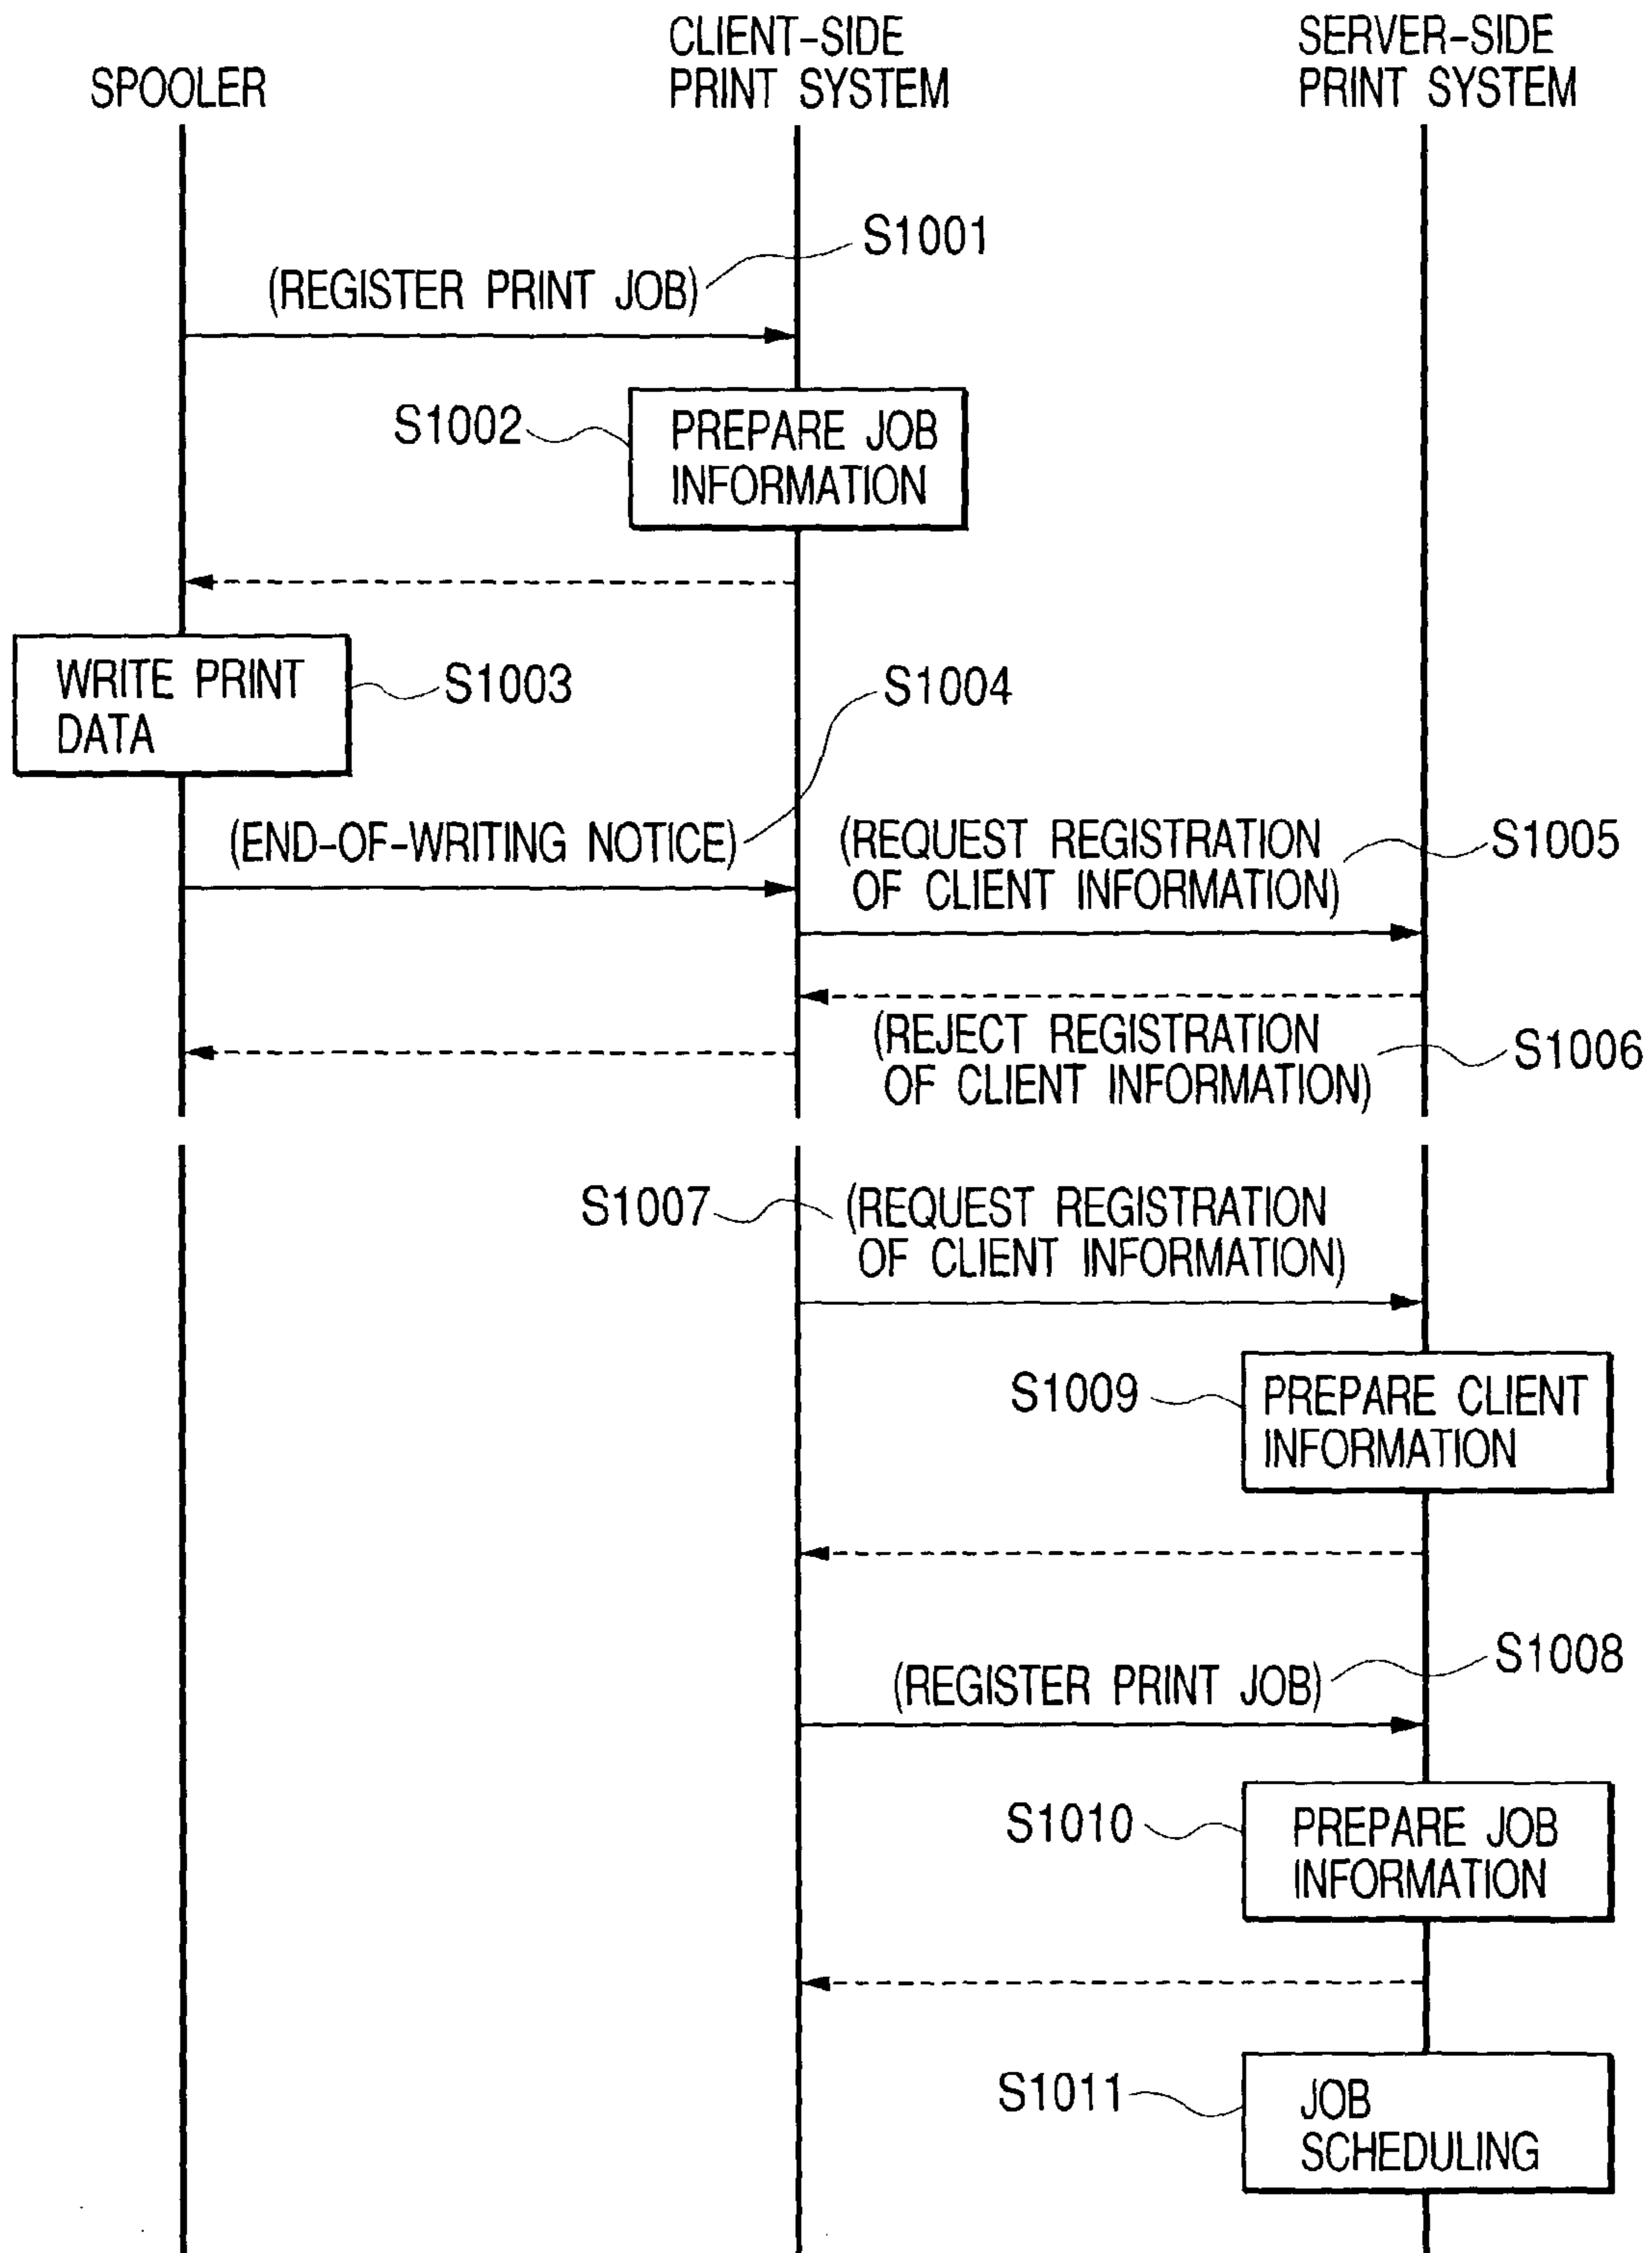 SPOOLER
CLIENT-SIDE
PRINT SYSTEM
SERVER-SIDE
PRINT SYSTEM
S1001
(REGISTER PRINT JOB)
S1002
PREPARE JOB
INFORMATION
WRITE PRINT
DATA
S1003
S1004
(END-OF-WRITING NOTICE)
(REQUEST REGISTRATION
OF CLIENT INFORMATION)
S1005
(REJECT REGISTRATION
OF CLIENT INFORMATION)
S1006
S1007
(REQUEST REGISTRATION
OF CLIENT INFORMATION)
S1009
PREPARE CLIENT
INFORMATION
S1008
(REGISTER PRINT JOB)
S1010
PREPARE JOB
INFORMATION
S1011
JOB
SCHEDULING